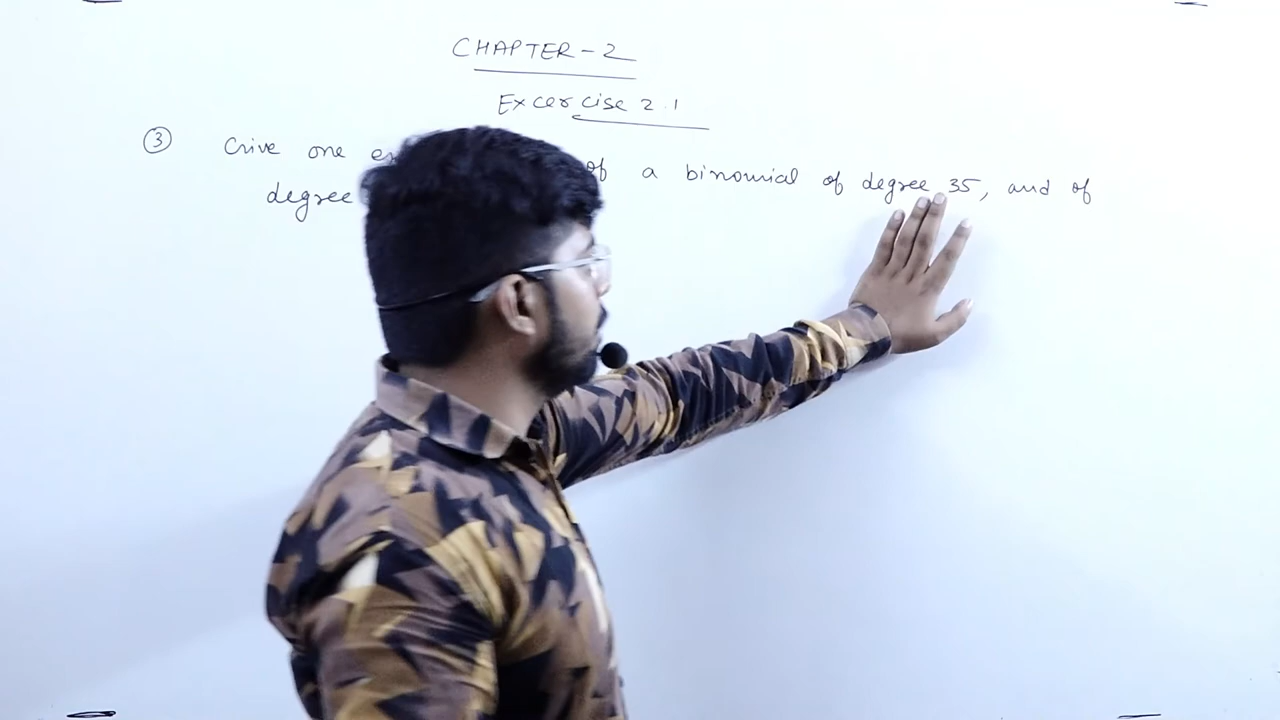 CHAPTER-2
Excercise 2.1
③ Give one of a binomial of degree 35, and of
degree